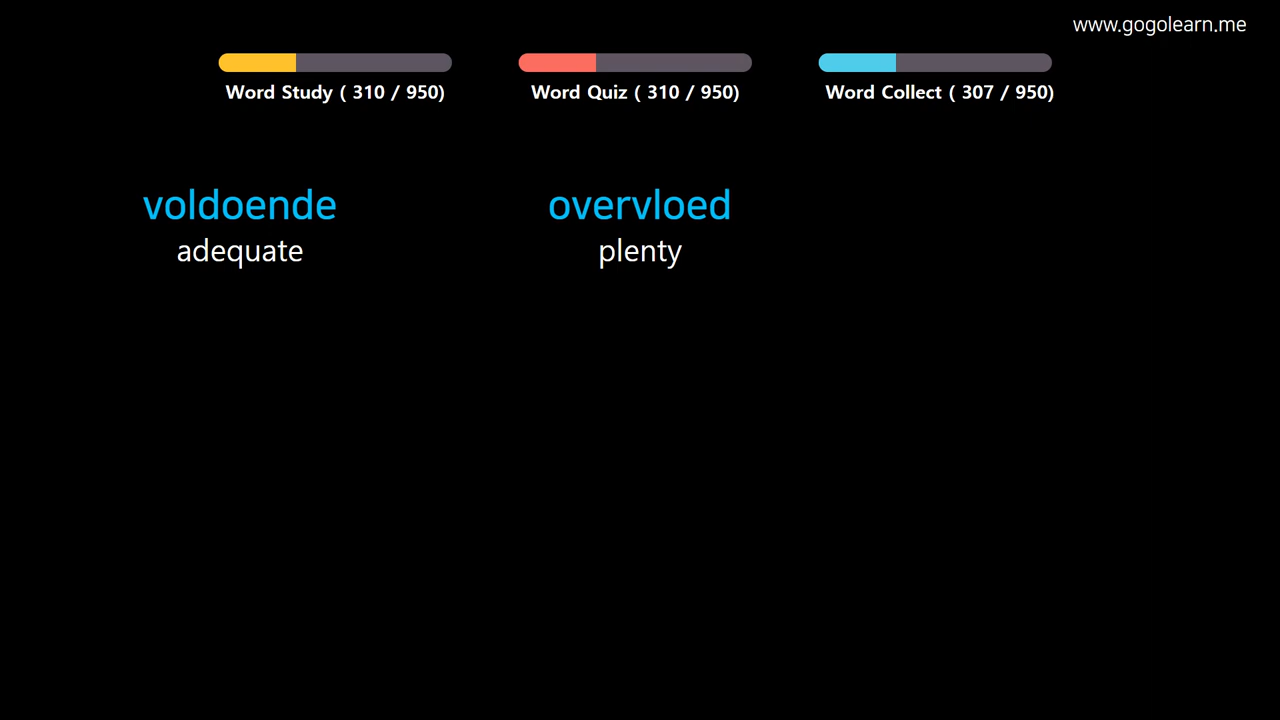 www.gogolearn.me
Word Study ( 310 / 950)
Word Quiz ( 310 / 950)
Word Collect ( 307 / 950)
voldoende
adequate
overvloed
plenty